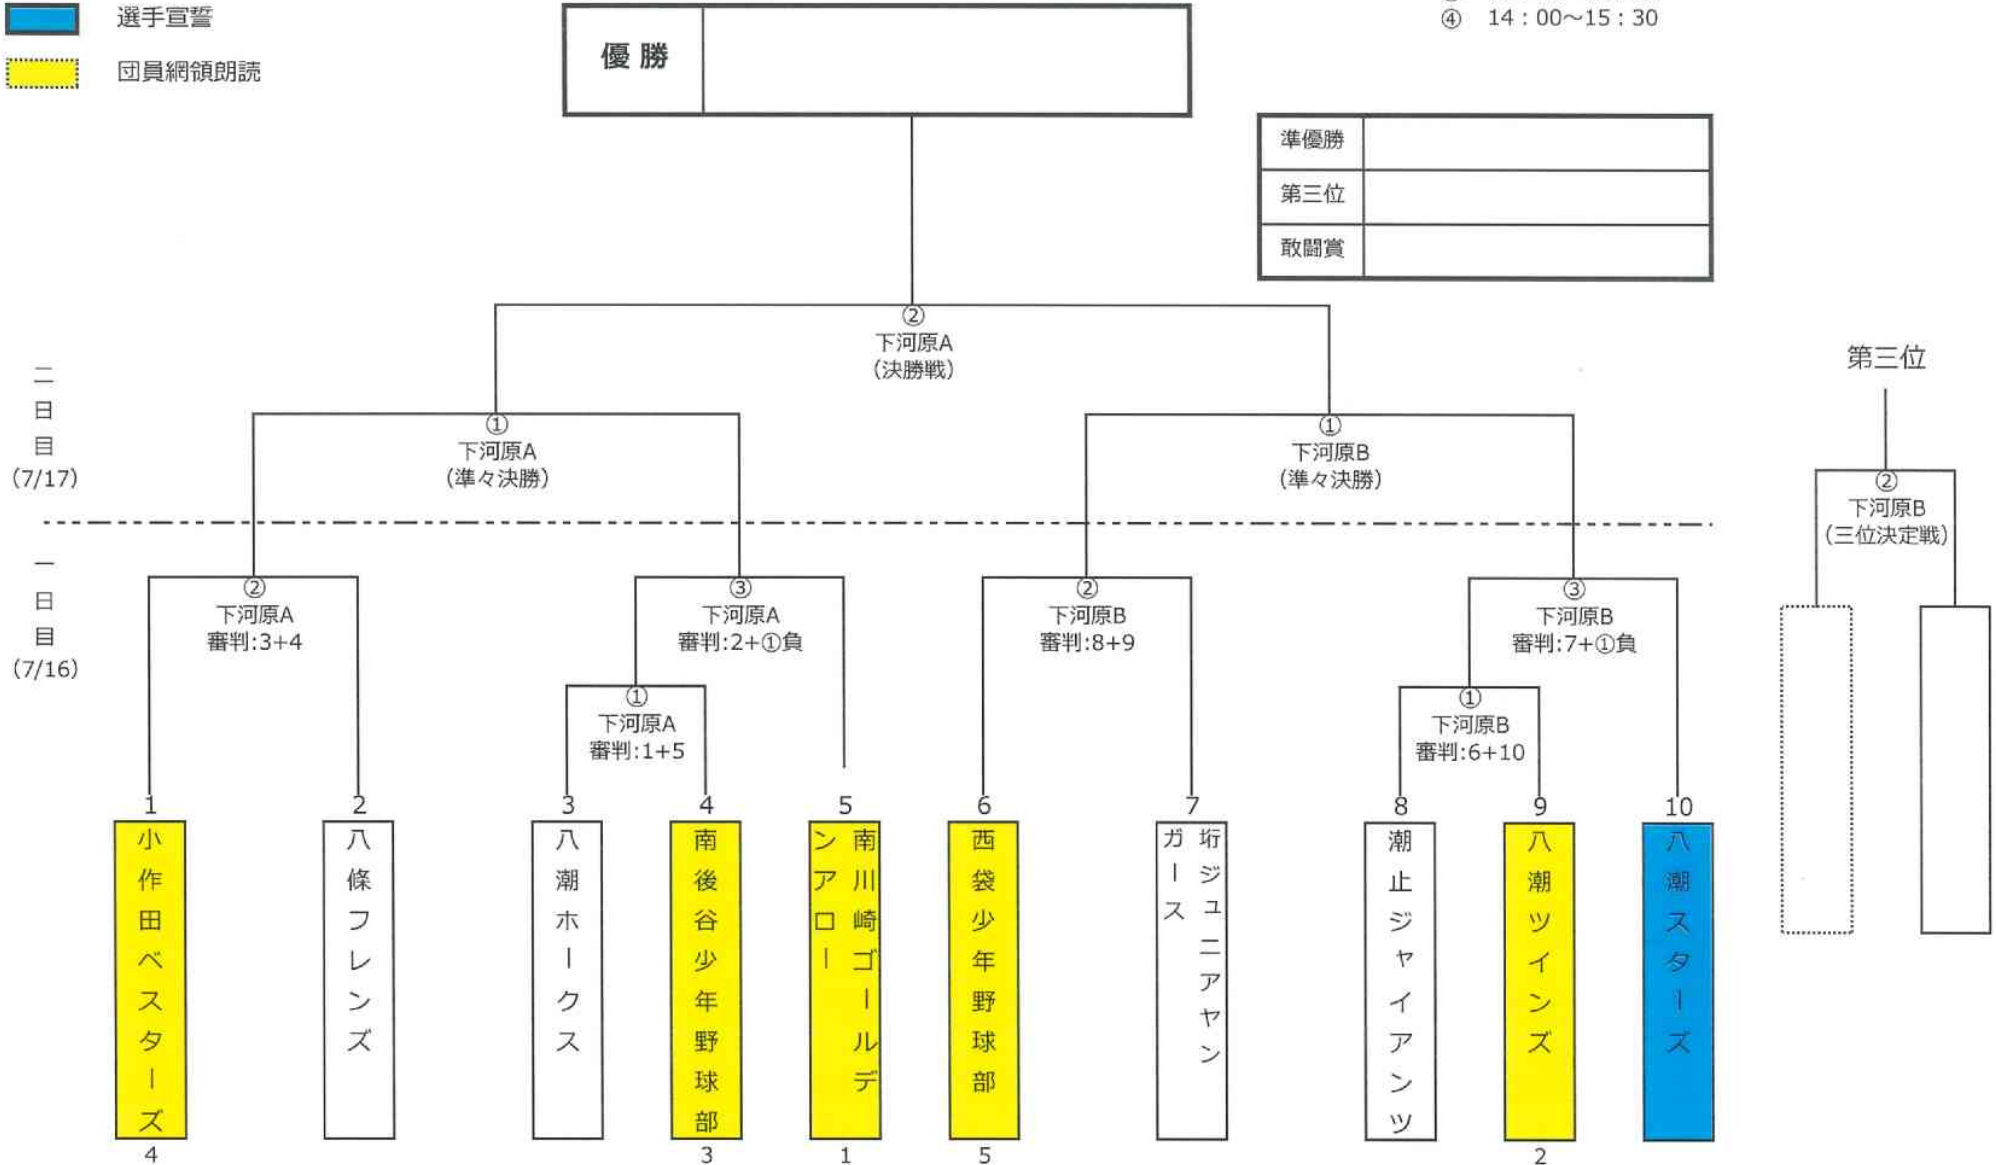 選手宣誓
団員綱領朗読
④ 14：00～15：30
優勝
準優勝
第三位
敢闘賞
②
下河原A
（決勝戦）
第三位
二日目
（7/17）
①
下河原A
（準々決勝）
①
下河原B
（準々決勝）
②
下河原B
（三位決定戦）
一日目
（7/16）
②
下河原A
審判:3+4
③
下河原A
審判:2+①負
②
下河原B
審判:8+9
③
下河原B
審判:7+①負
①
下河原A
審判:1+5
①
下河原B
審判:6+10
1
2
3
4
5
6
7
8
9
10
小作田ベスターズ
八條フレンズ
八潮ホークス
南後谷少年野球部
南川崎ゴールデ
ンアロー
西袋少年野球部
垳ジュニアヤン
ガース
潮止ジャイアンツ
八潮ツインズ
八潮スターズ
4
3
1
5
2